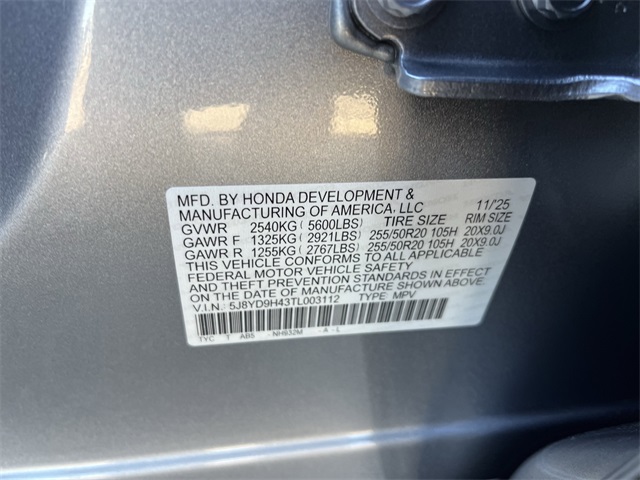 MFD. BY HONDA DEVELOPMENT &
MANUFACTURING OF AMERICA, LLC 11/'25
GVWR 2540KG( 5600LBS) TIRE SIZE RIM SIZE
GAWR F 1325KG( 2921LBS) 255/50R20 105H 20X9.0J
GAWR R 1255KG( 2767LBS) 255/50R20 105H 20X9.0J
THIS VEHICLE CONFORMS TO ALL APPLICABLE
FEDERAL MOTOR VEHICLE SAFETY
AND THEFT PREVENTION STANDARDS IN EFFECT
ON THE DATE OF MANUFACTURE SHOWN ABOVE.
V.I.N.: 5J8YD9H43TL003112 TYPE: MPV
TYC T AB5 NH932M -A-L